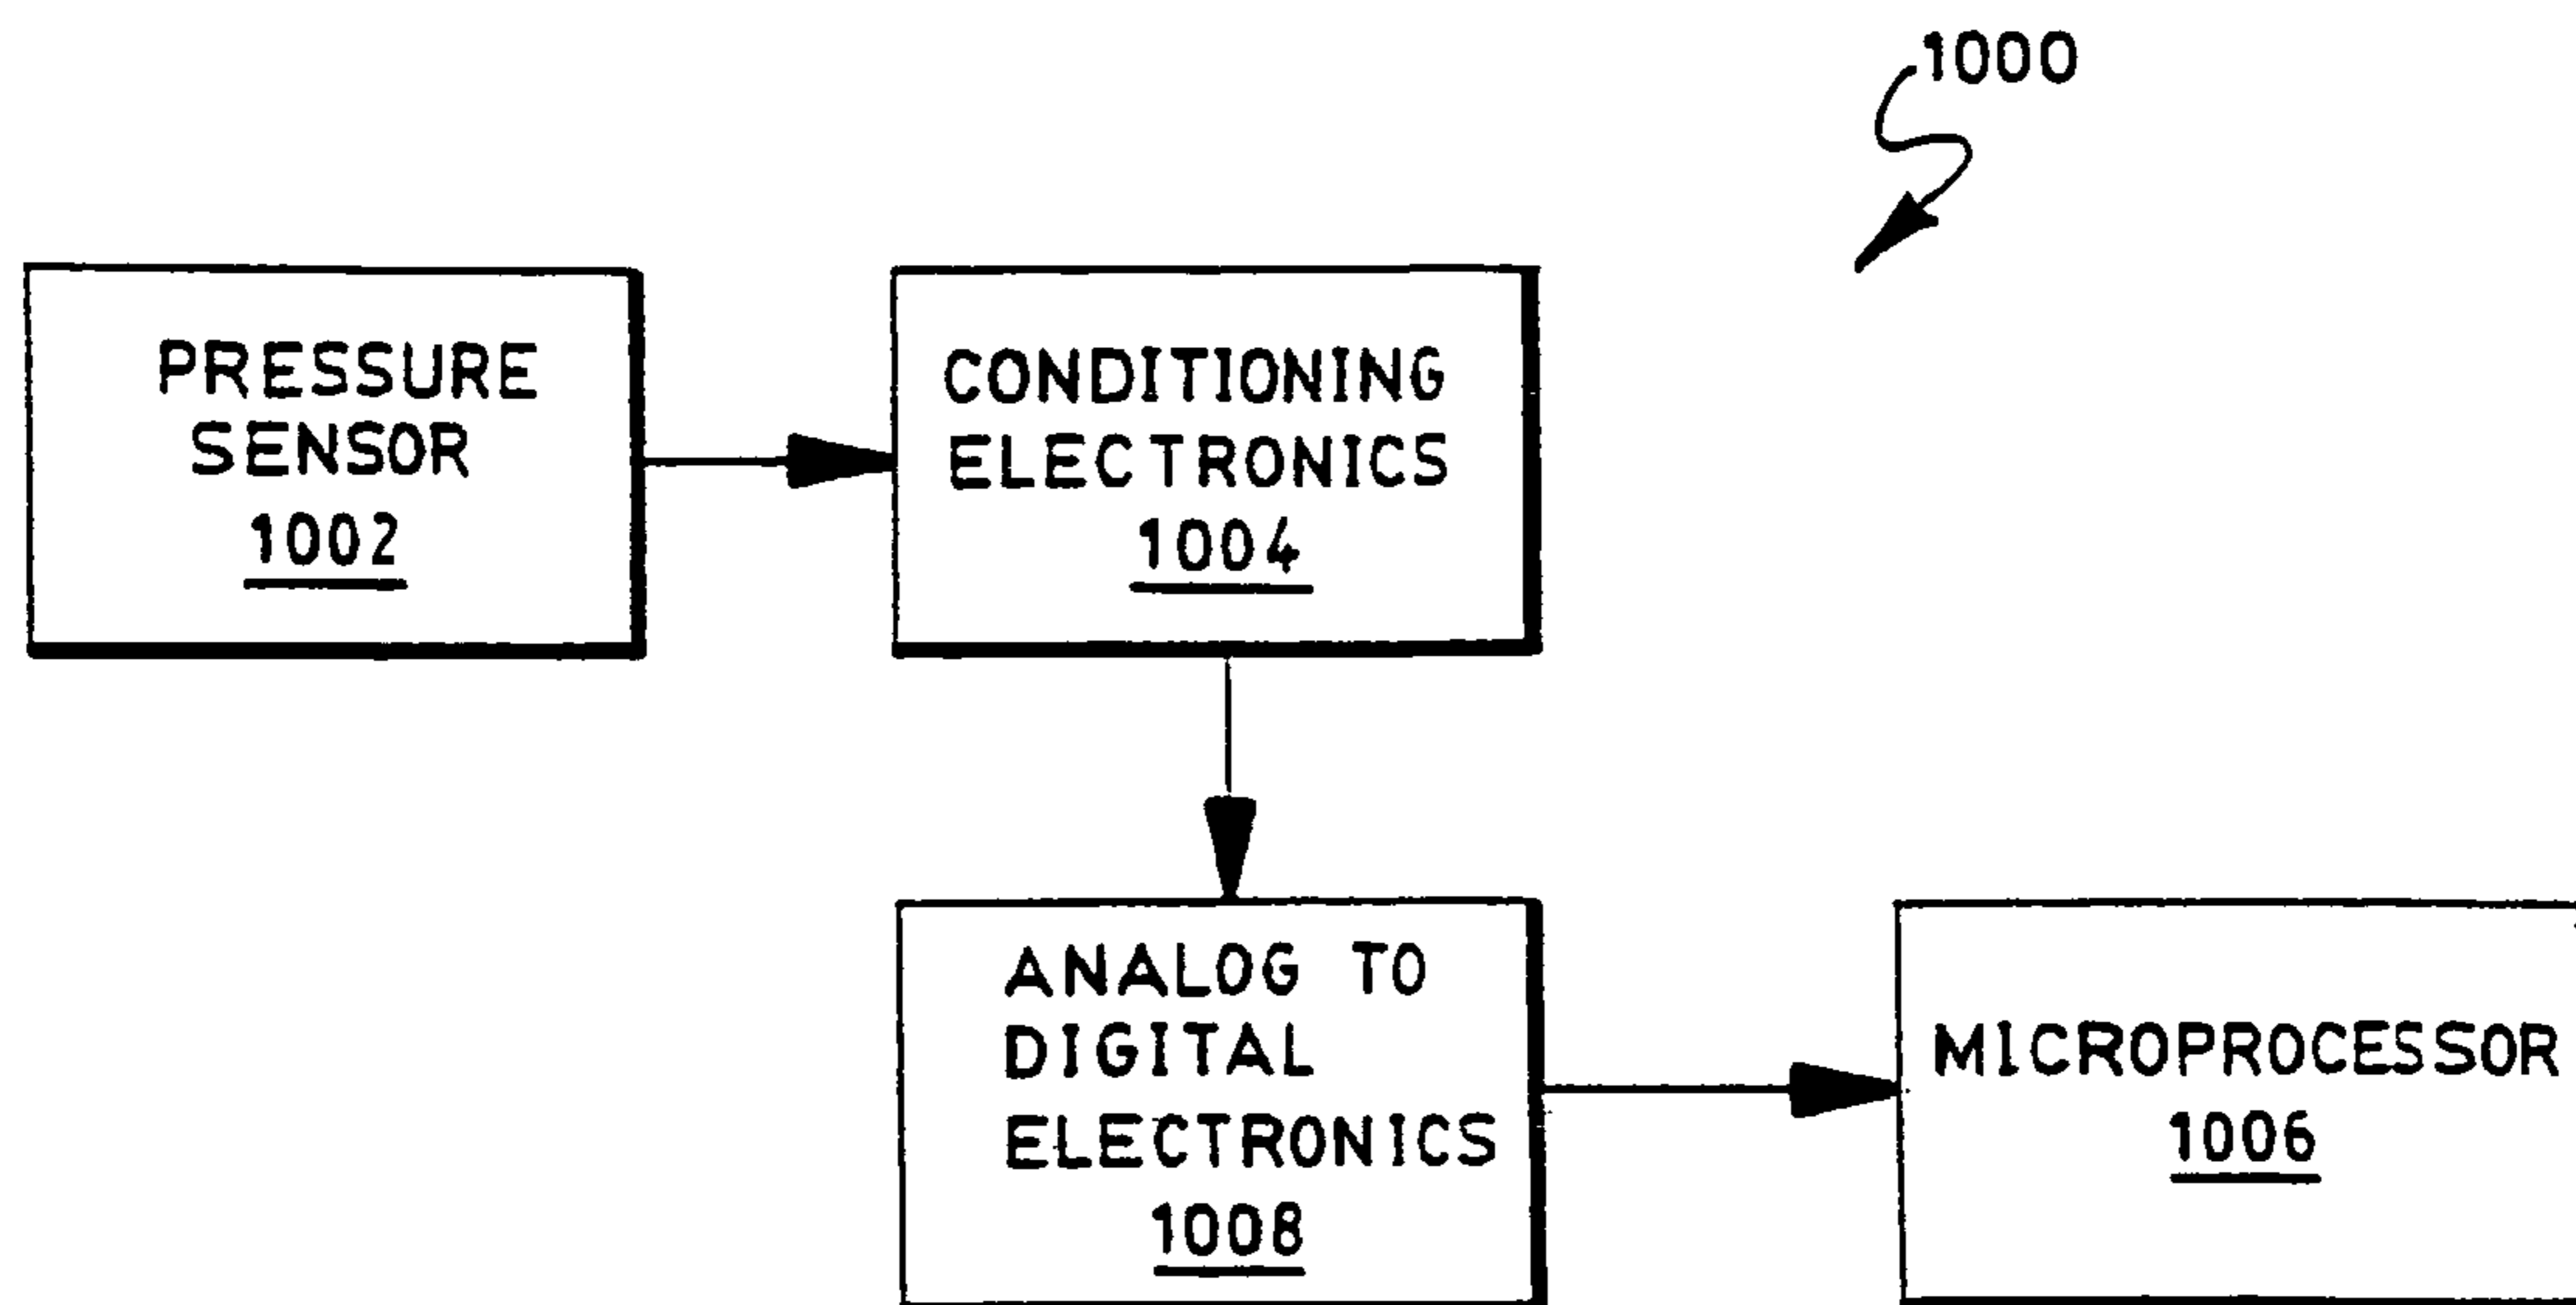 1000
PRESSURE
SENSOR
1002
CONDITIONING
ELECTRONICS
1004
ANALOG TO
DIGITAL
ELECTRONICS
1008
MICROPROCESSOR
1006